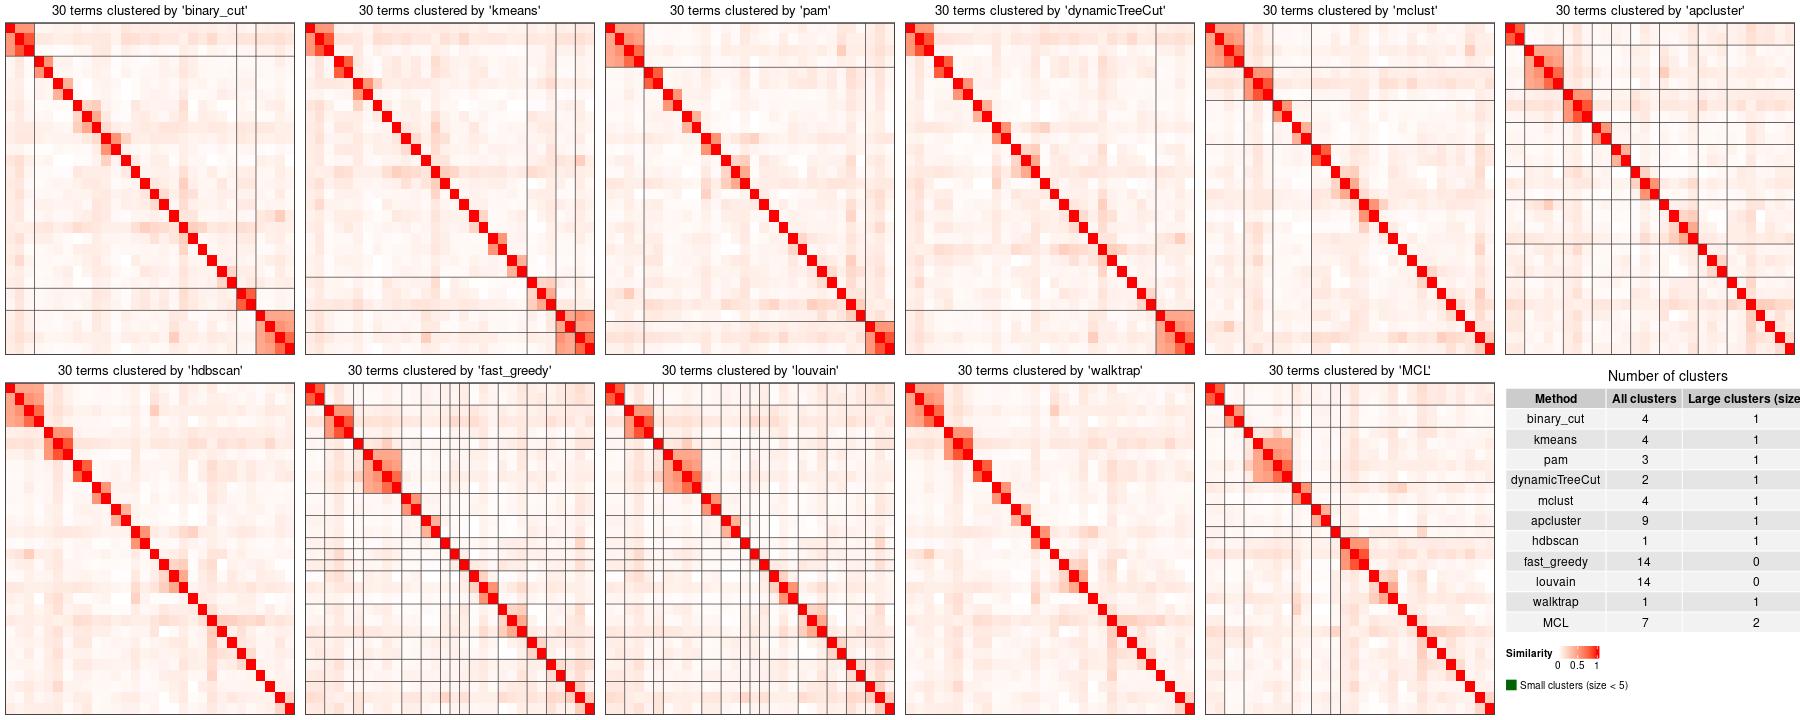 30 terms clustered by 'binary_cut'
30 terms clustered by 'kmeans'
30 terms clustered by 'pam'
30 terms clustered by 'dynamicTreeCut'
30 terms clustered by 'mclust'
30 terms clustered by 'apcluster'
30 terms clustered by 'hdbscan'
30 terms clustered by 'fast_greedy'
30 terms clustered by 'louvain'
30 terms clustered by 'walktrap'
30 terms clustered by 'MCL'
Number of clusters
Method All clusters Large clusters (size
binary_cut 4 1
kmeans 4 1
pam 3 1
dynamicTreeCut 2 1
mclust 4 1
apcluster 9 1
hdbscan 1 1
fast_greedy 14 0
louvain 14 0
walktrap 1 1
MCL 7 2
Similarity
0 0.5 1
Small clusters (size < 5)